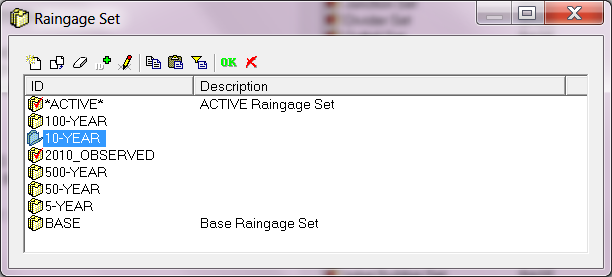 Raingage Set
OK
ID Description
*ACTIVE* ACTIVE Raingage Set
100-YEAR
10-YEAR
2010_OBSERVED
500-YEAR
50-YEAR
5-YEAR
BASE Base Raingage Set